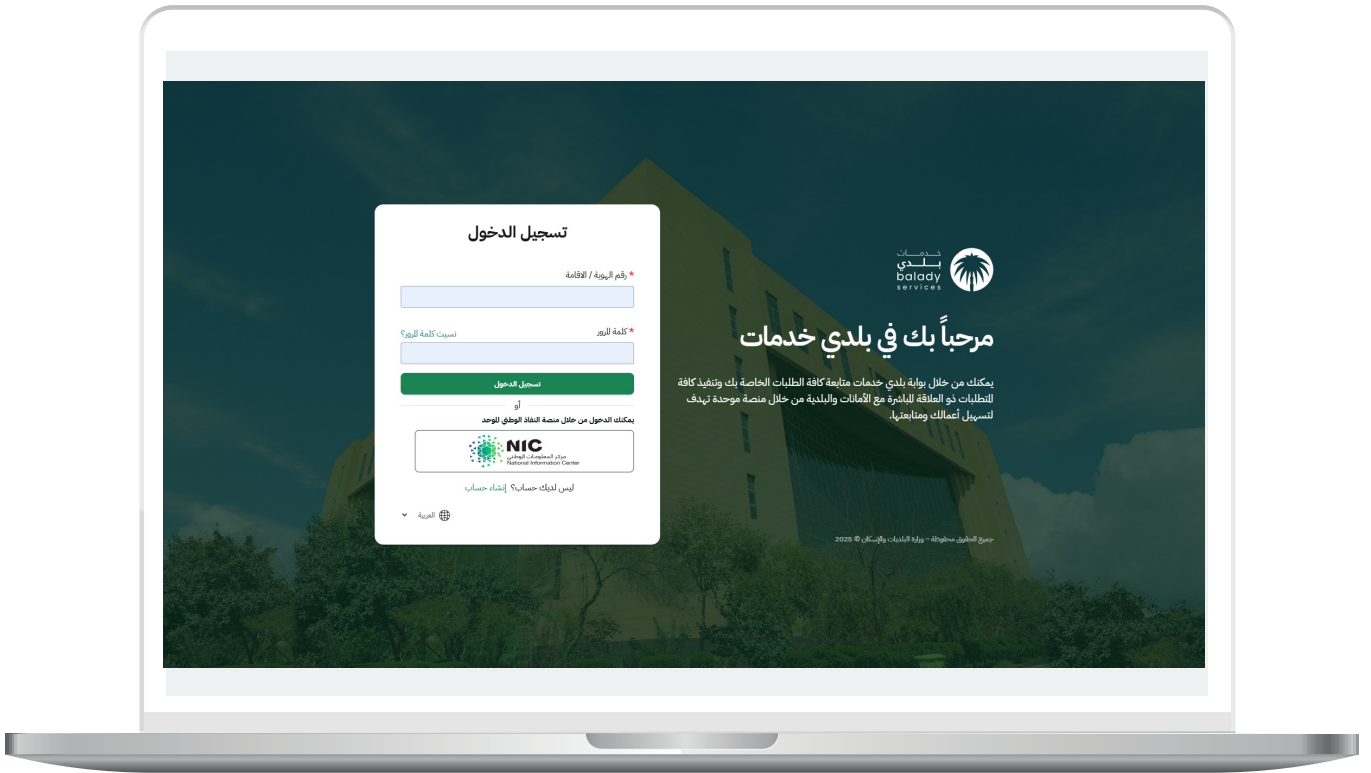 خدمات
بلدي
balady
services
مرحباً بك في بلدي خدمات
يمكنك من خلال بوابة بلدي خدمات متابعة كافة الطلبات الخاصة بك وتنفيذ كافة
المتطلبات ذو العلاقة المباشرة مع الأمانات والبلدية من خلال منصة موحدة تهدف
لتسهيل أعمالك ومتابعتها.
جميع الحقوق محفوظة – وزارة البلديات والإسكان © 2025
تسجيل الدخول
* رقم الهوية / الاقامة
* كلمة المرور
نسيت كلمة المرور؟
تسجيل الدخول
أو
يمكنك الدخول من خلال منصة النفاذ الوطني الموحد
NIC
مركز المعلومات الوطني
National Information Center
ليس لديك حساب؟ إنشاء حساب
العربية